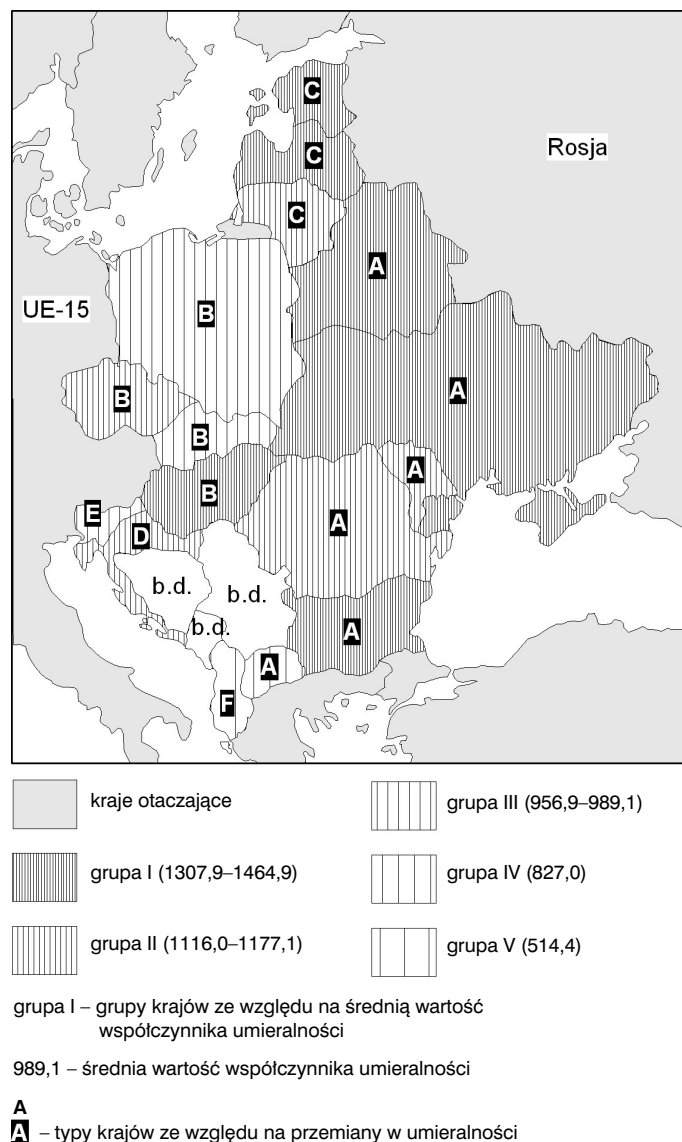 C
C
Rosja
C
A
UE-15
B
B
A
B
A
B
E
D
A
b.d.
b.d.
b.d.
A
A
F
kraje otaczające
grupa III (956,9–989,1)
grupa I (1307,9–1464,9)
grupa IV (827,0)
grupa II (1116,0–1177,1)
grupa V (514,4)
grupa I – grupy krajów ze względu na średnią wartość
współczynnika umieralności
989,1 – średnia wartość współczynnika umieralności
A
A – typy krajów ze względu na przemiany w umieralności